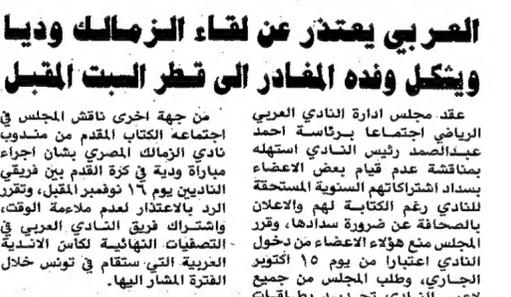 العربي يعتذر عن لقاء الزمالك وديا
ويشكل وفده المغادر الى قطر السبت المقبل
عقد مجلس ادارة النادي العربي
الرياضي اجتماعا برئاسة احمد
عبدالصمد رئيس النادي استهله
بمناقشة عدم قيام بعض الاعضاء
بسداد اشتراكاتهم السنوية المستحقة
للنادي رغم الكتابة لهم والاعلان
بالصحافة عن ضرورة سدادها، وقرر
المجلس منع هؤلاء الاعضاء من دخول
النادي اعتبارا من يوم ١٥ اكتوبر
الجاري، وطلب المجلس من جميع
من جهة اخرى ناقش المجلس في
اجتماعه الكتاب المقدم من مندوب
نادي الزمالك المصري بشان اجراء
مباراة ودية في كرة القدم بين فريقي
الناديين يوم ١٦ نوفمبر المقبل، وتقرر
الرد بالاعتذار لعدم ملاءمة الوقت،
واشتراك فريق النادي العربي في
التصفيات النهائية لكأس الاندية
العربية التي ستقام في تونس خلال
الفترة المشار اليها.